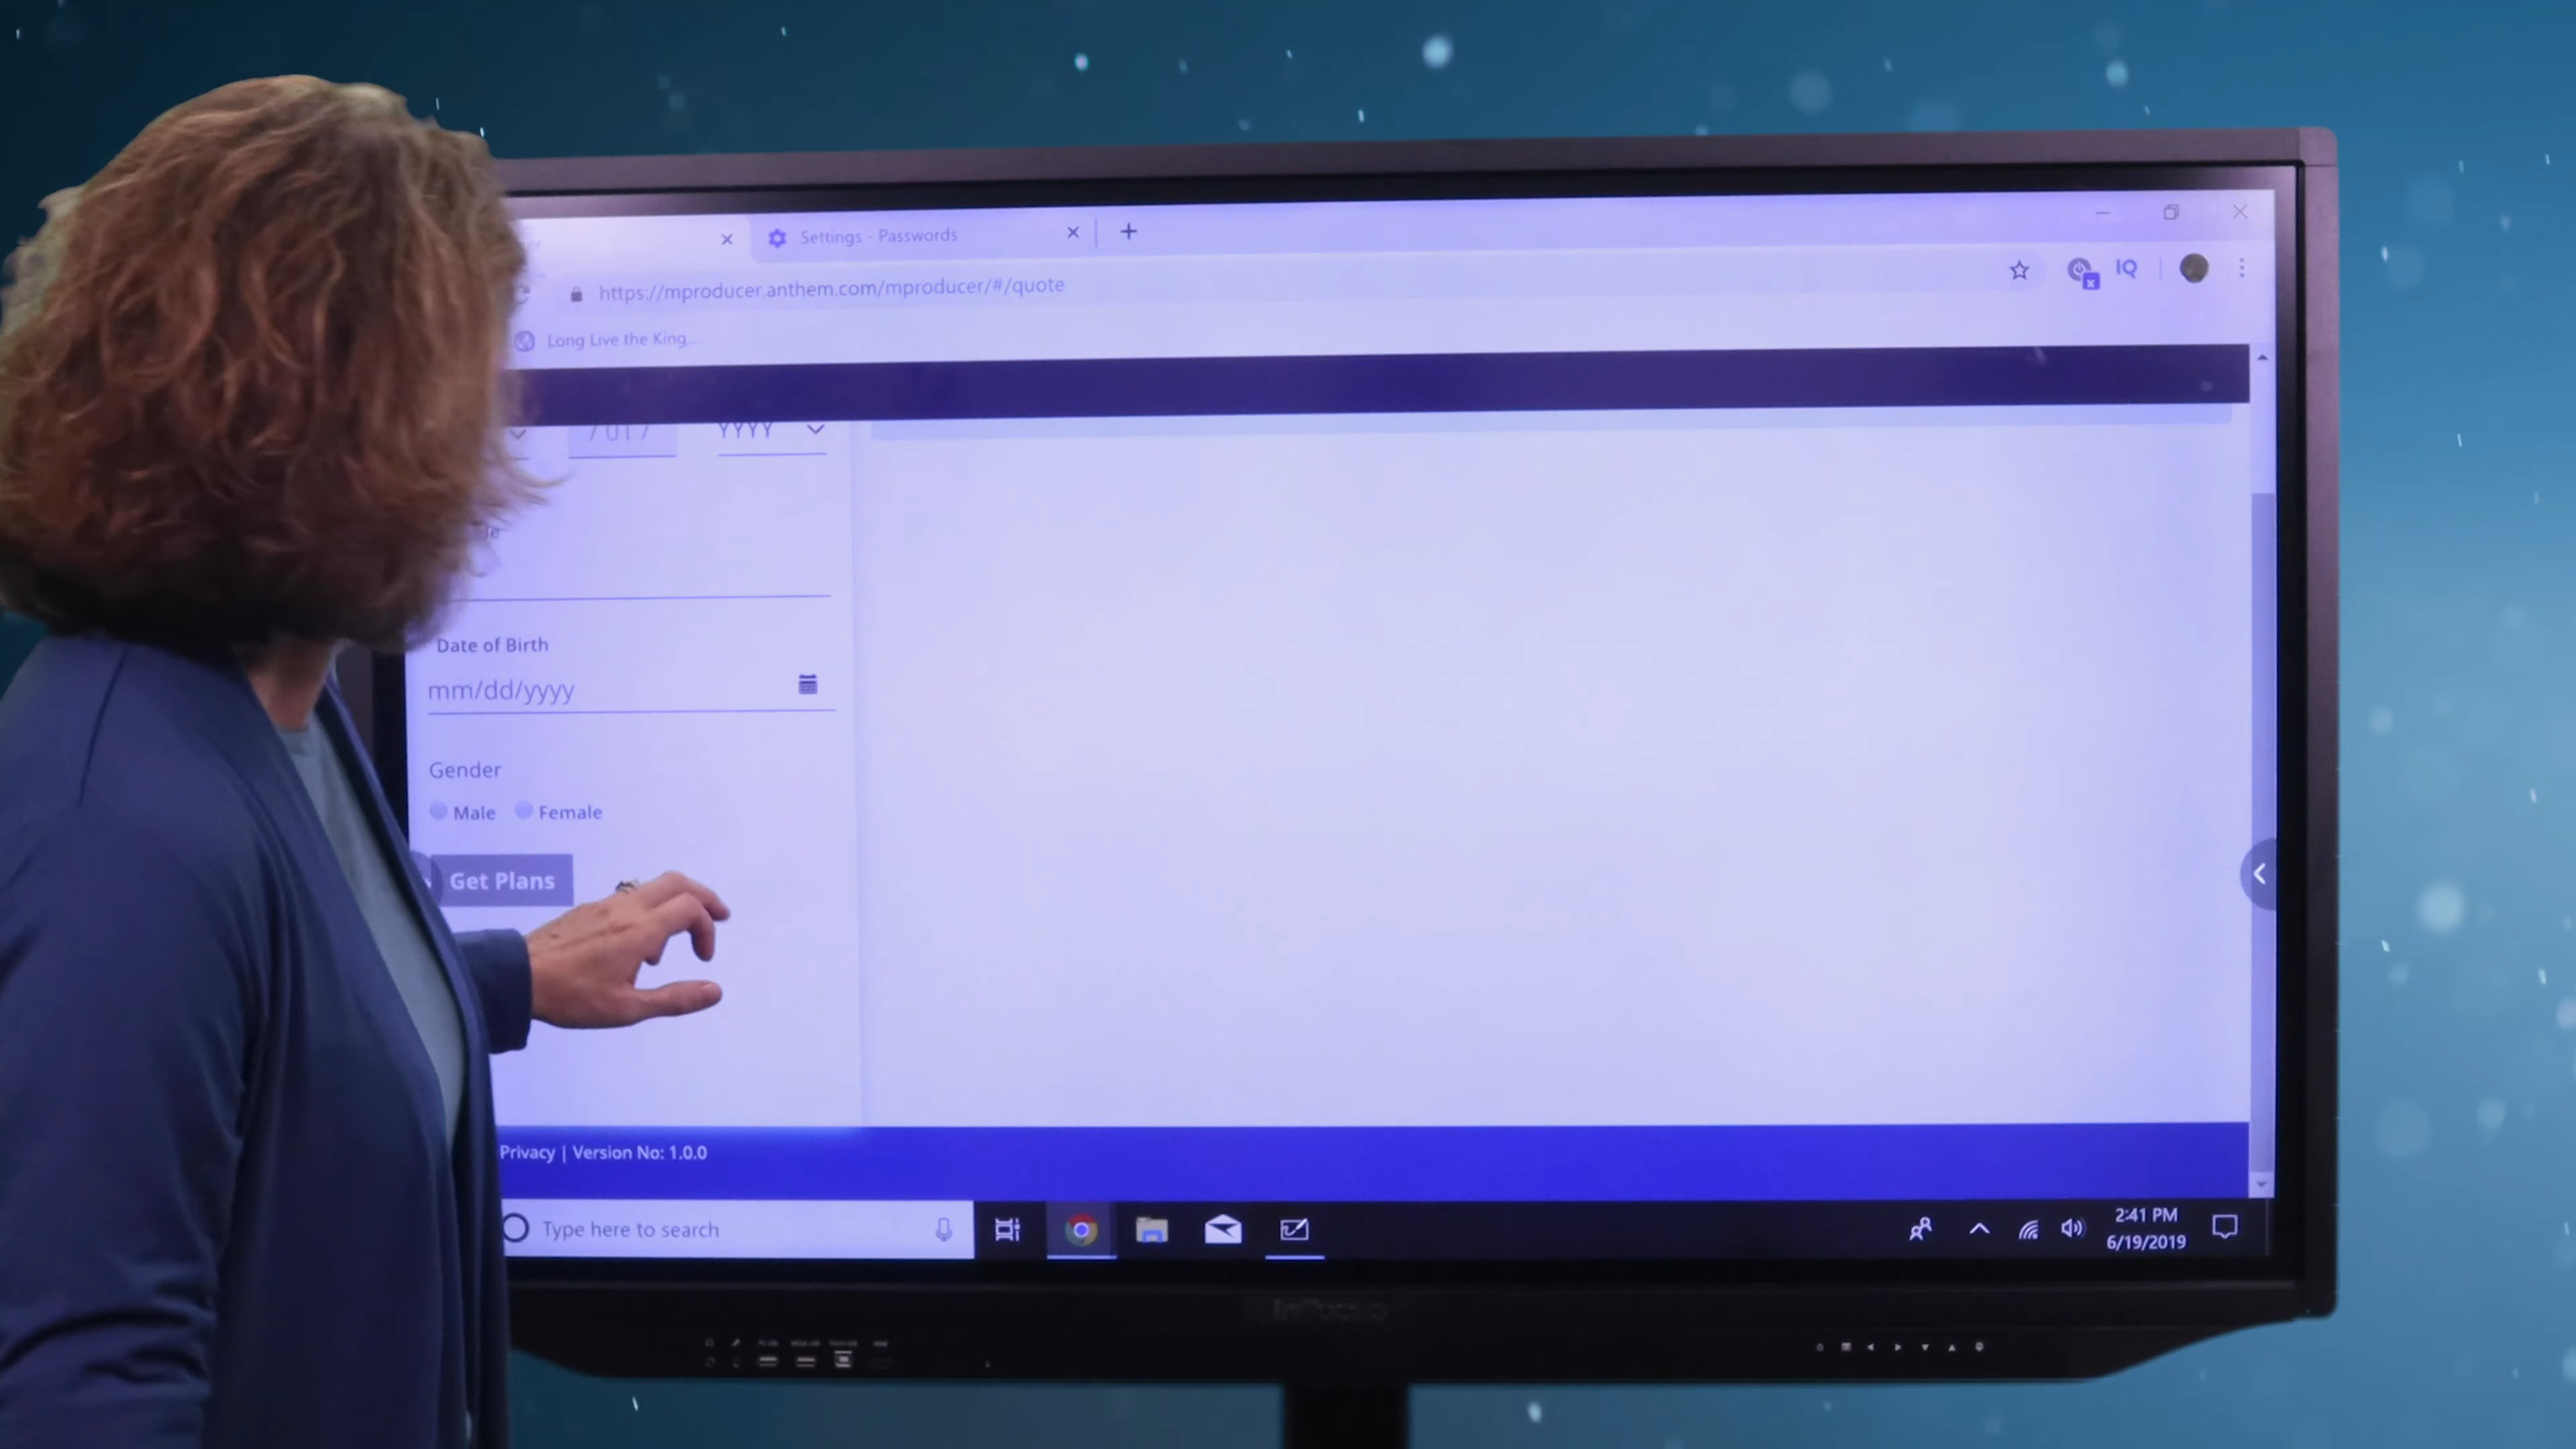 Settings - Passwords
https://mproducer.anthem.com/mproducer/#/quote
IQ
Long Live the King,...
/ 01 / YYYY
Date of Birth
mm/dd/yyyy
Gender
Male Female
Get Plans
Privacy | Version No: 1.0.0
Type here to search
2:41 PM
6/19/2019